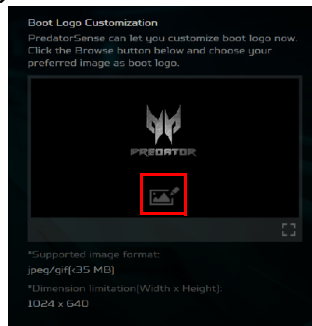 Boot Logo Customization
PredatorSense can let you customize boot logo now.
Click the Browse button below and choose your
preferred image as boot logo.
PREDATOR
*Supported image format:
jpeg/gif(<35 MB)
*Dimension limitation(Width x Height):
1024 x 640